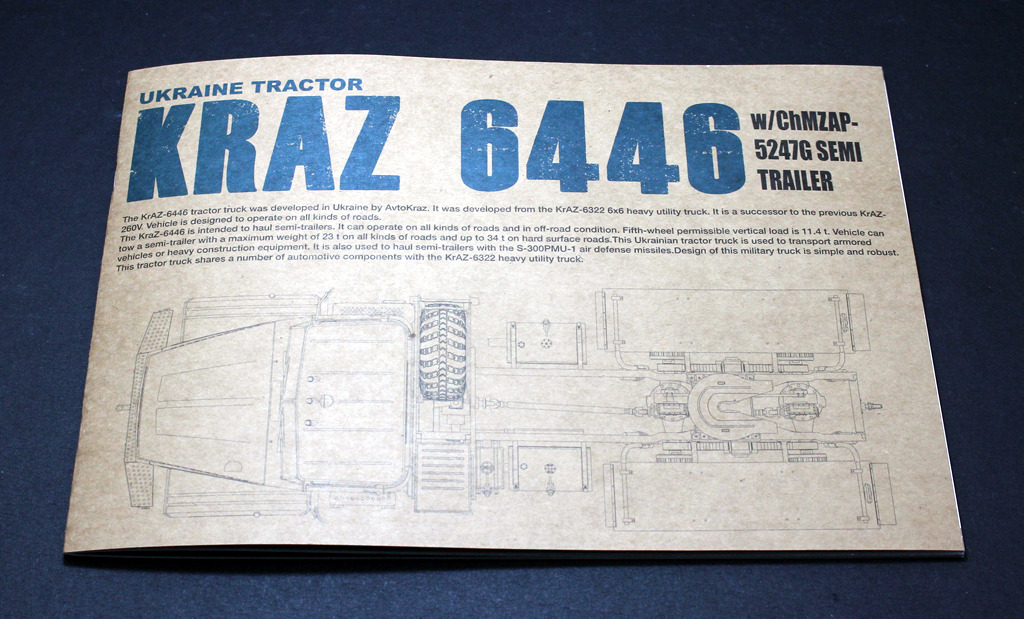 UKRAINE TRACTOR
KRAZ 6446
w/ChMZAP-
5247G SEMI
TRAILER
The KrAZ-6446 tractor truck was developed in Ukraine by AvtoKraz. It was developed from the KrAZ-6322 6x6 heavy utility truck. It is a successor to the previous KrAZ-
260V. Vehicle is designed to operate on all kinds of roads.
The KraZ-6446 is intended to haul semi-trailers. It can operate on all kinds of roads and in off-road condition. Fifth-wheel permissible vertical load is 11.4 t. Vehicle can
tow a semi-trailer with a maximum weight of 23 t on all kinds of roads and up to 34 t on hard surface roads.This Ukrainian tractor truck is used to transport armored
vehicles or heavy construction equipment. It is also used to haul semi-trailers with the S-300PMU-1 air defense missiles.Design of this military truck is simple and robust.
This tractor truck shares a number of automotive components with the KrAZ-6322 heavy utility truck.